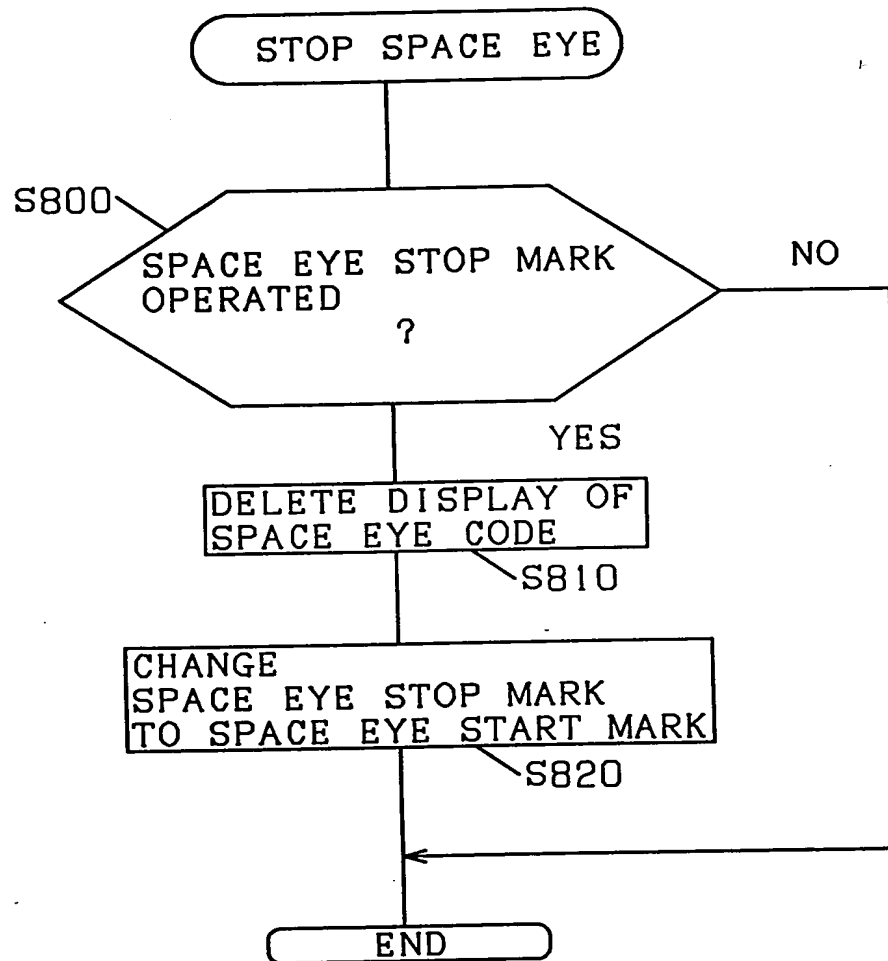 STOP SPACE EYE
S800
SPACE EYE STOP MARK
OPERATED
?
NO
YES
DELETE DISPLAY OF
SPACE EYE CODE
S810
CHANGE
SPACE EYE STOP MARK
TO SPACE EYE START MARK
S820
END